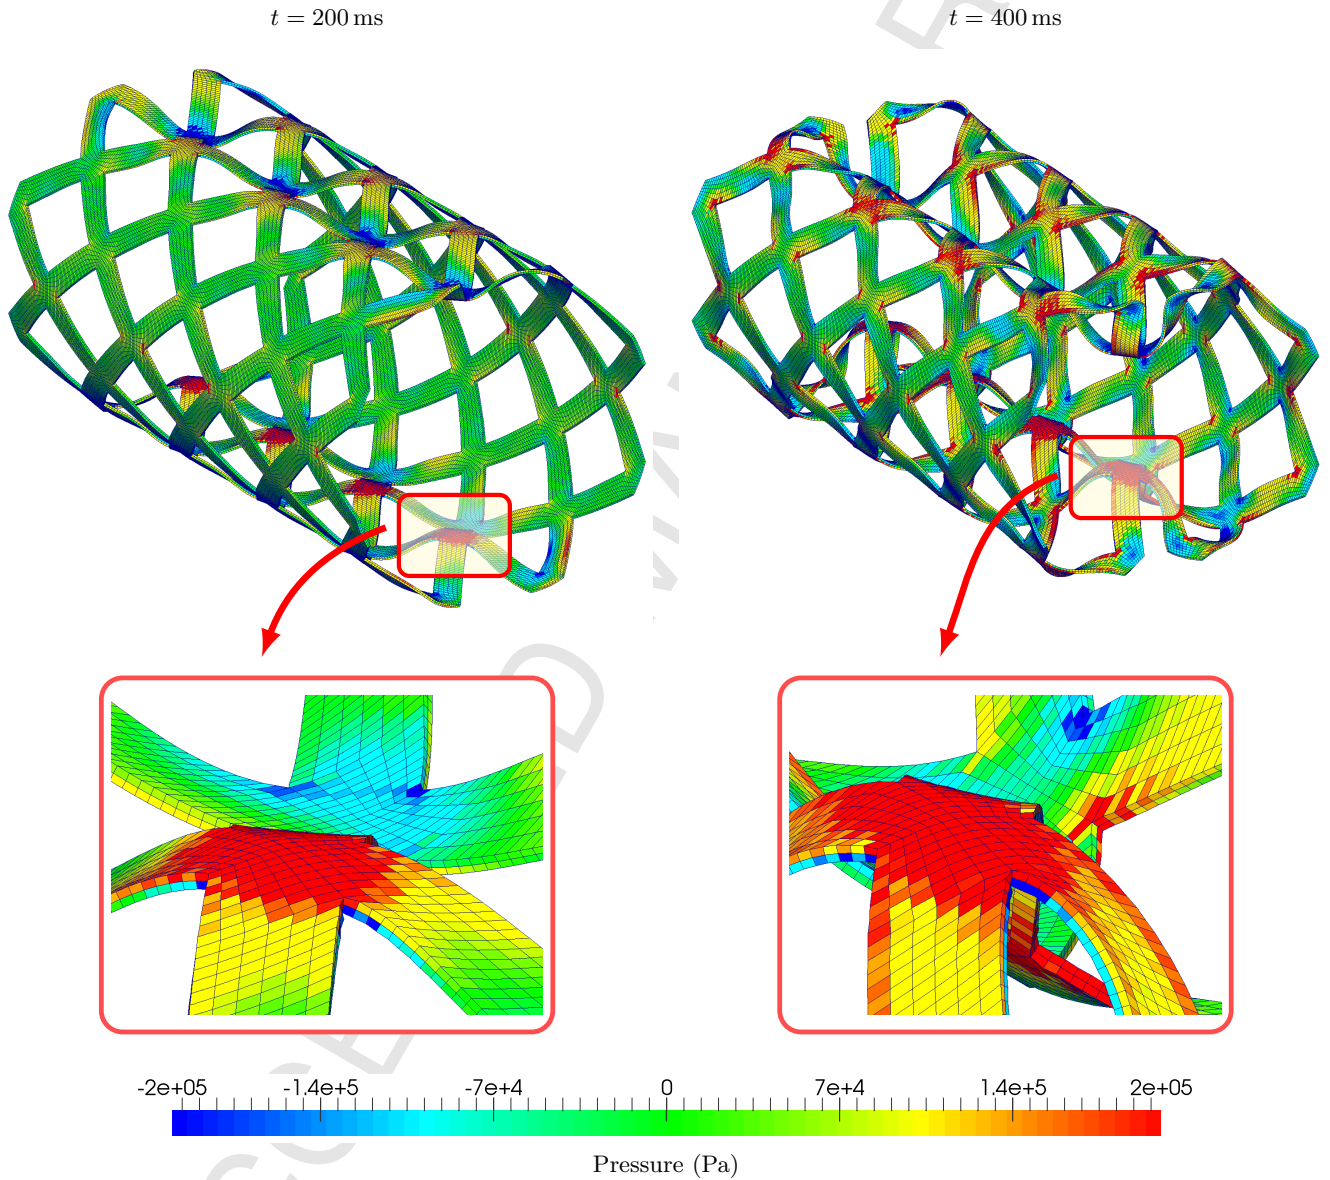 t = 200 ms
t = 400 ms
-2e+05 -1.4e+5 -7e+4 0 7e+4 1.4e+5 2e+05
Pressure (Pa)